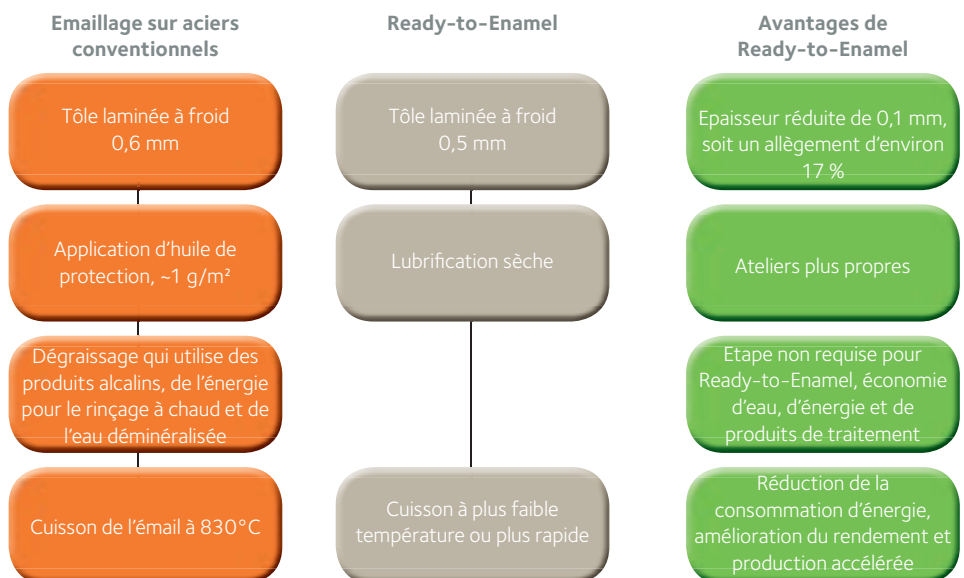 Emaillage sur aciers
conventionnels
Ready-to-Enamel
Avantages de
Ready-to-Enamel
Tôle laminée à froid
0,6 mm
Tôle laminée à froid
0,5 mm
Epaisseur réduite de 0,1 mm,
soit un allègement d’environ
17 %
Application d’huile de
protection, ~1 g/m²
Lubrification sèche
Ateliers plus propres
Dégraissage qui utilise des
produits alcalins, de l’énergie
pour le rinçage à chaud et de
l’eau déminéralisée
Etape non requise pour
Ready-to-Enamel, économie
d’eau, d’énergie et de
produits de traitement
Cuisson de l’émail à 830°C
Cuisson à plus faible
température ou plus rapide
Réduction de la
consommation d’énergie,
amélioration du rendement et
production accélérée